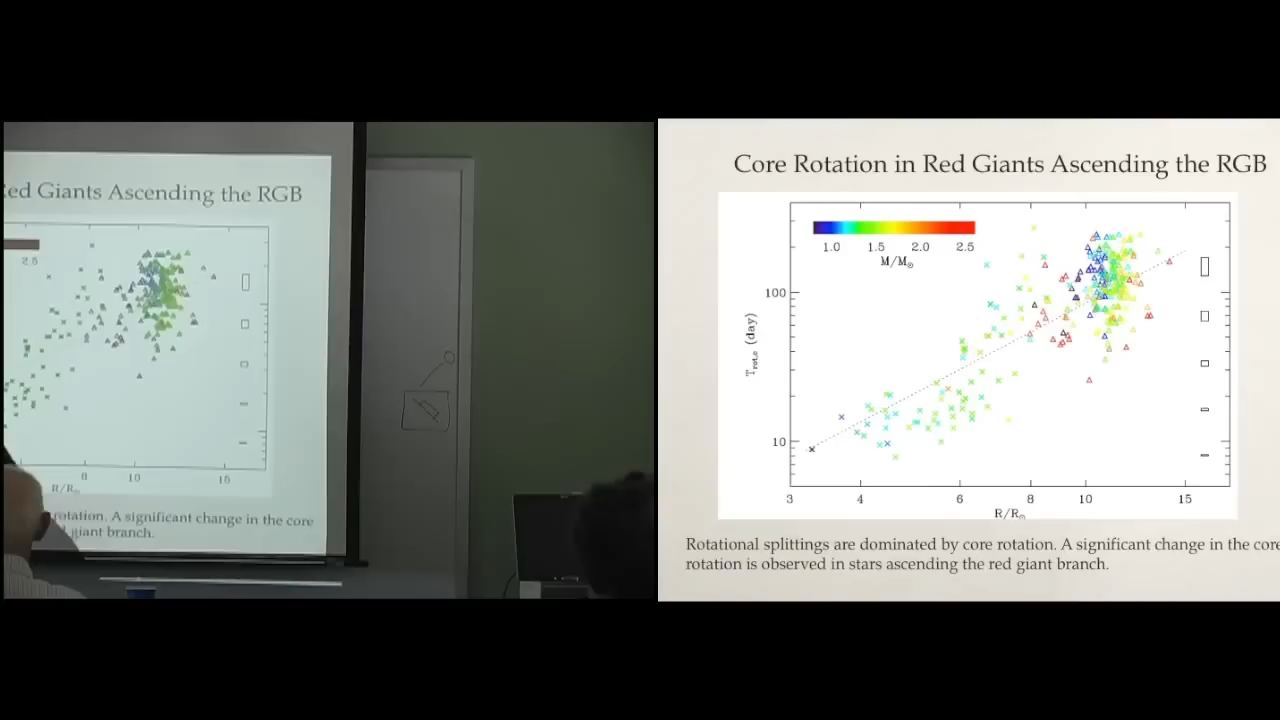 Red Giants Ascending the RGB
2.5
8
10
15
R/R☉
rotation. A significant change in the core
giant branch.
Core Rotation in Red Giants Ascending the RGB
1.0 1.5 2.0 2.5
M/M☉
100
10
T_rot,c (day)
3 4 6 8 10 15
R/R☉
Rotational splittings are dominated by core rotation. A significant change in the core
rotation is observed in stars ascending the red giant branch.